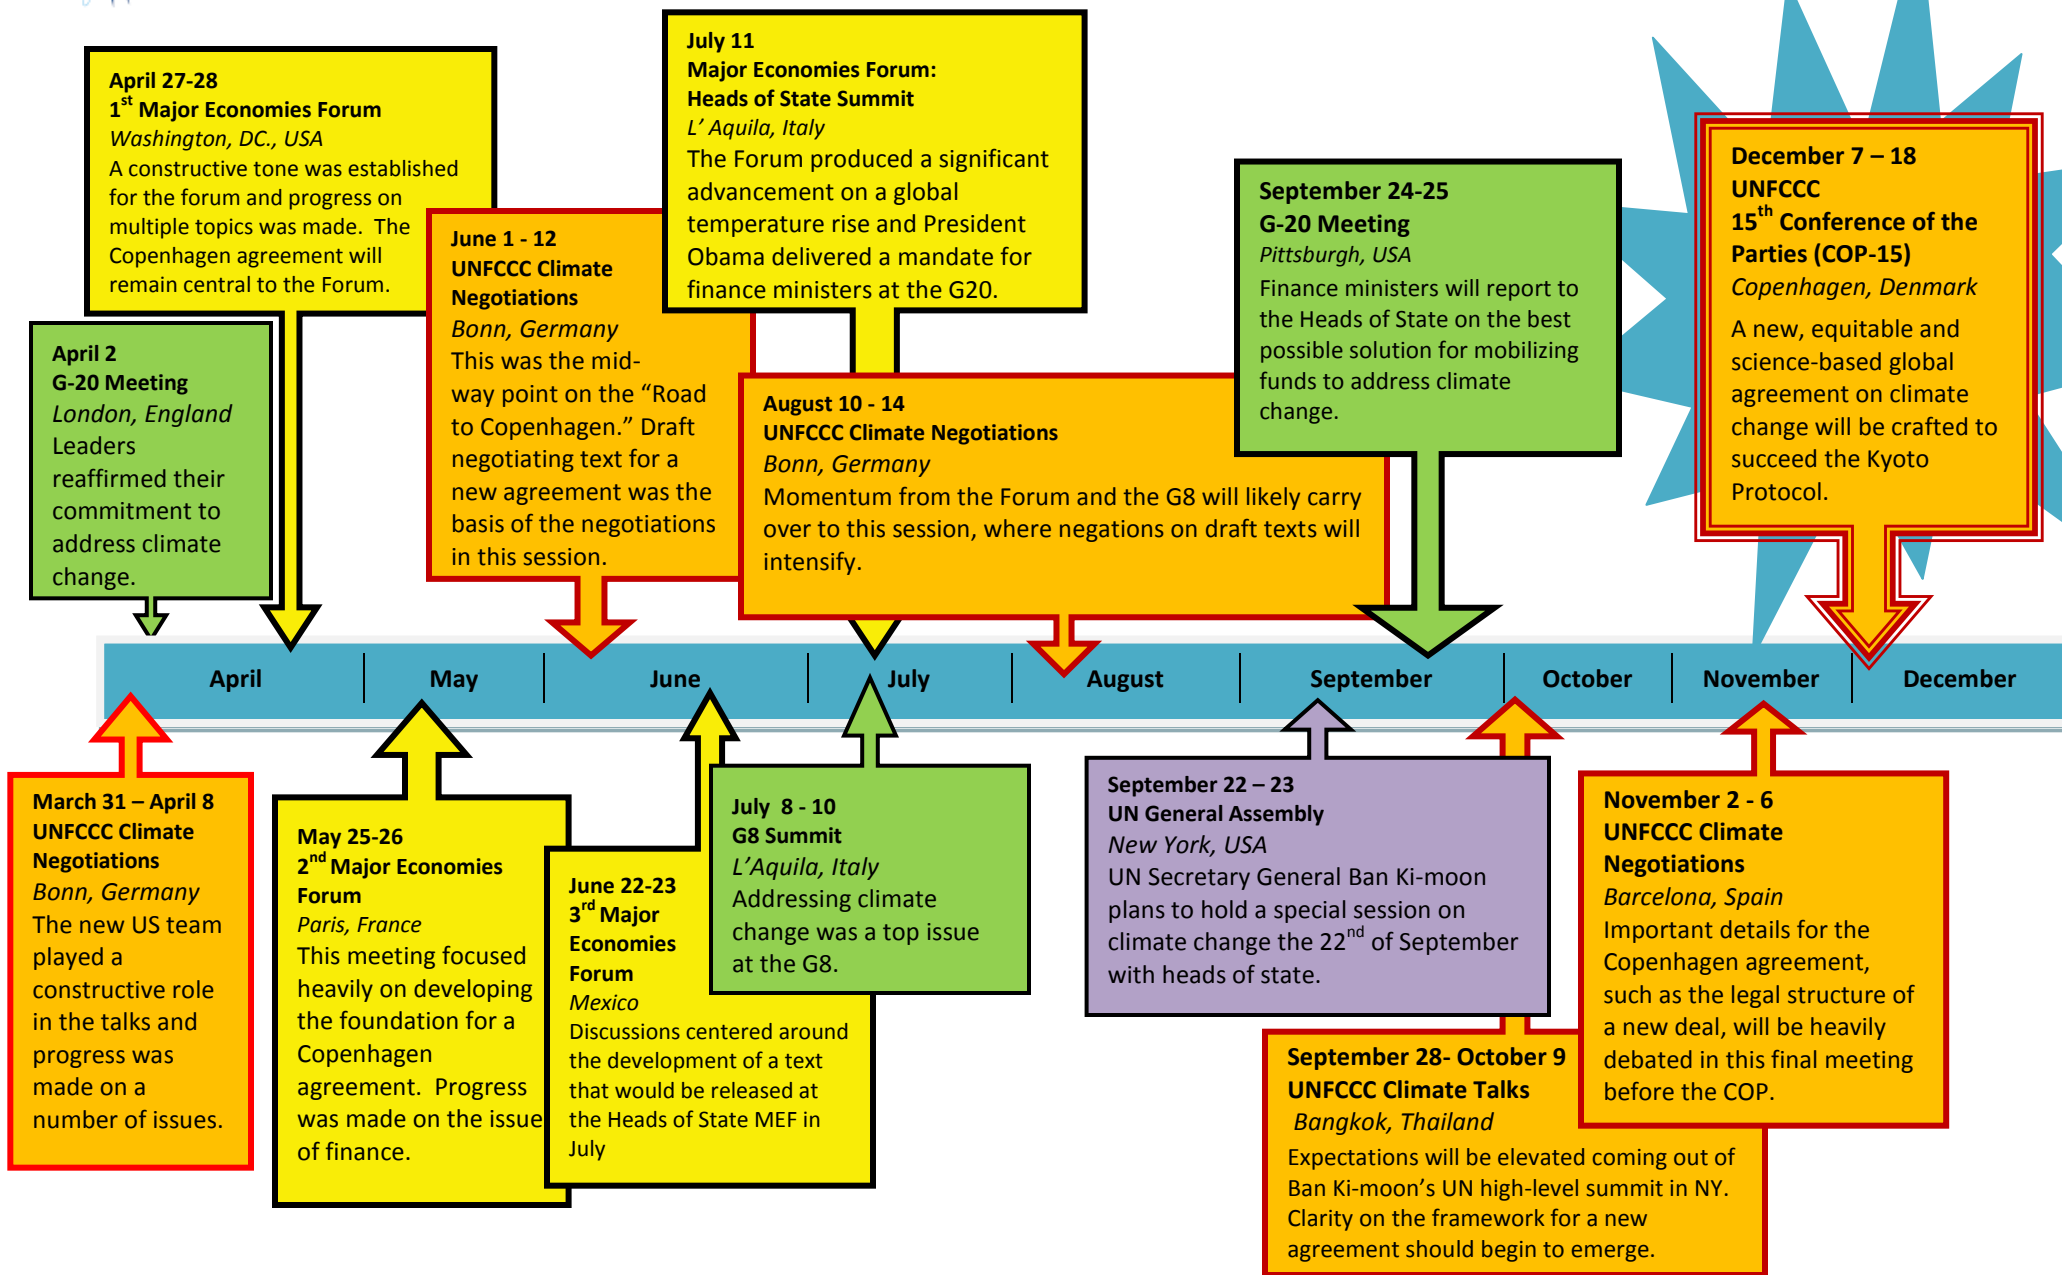 April 27-28
1st Major Economies Forum
Washington, DC., USA
A constructive tone was established
for the forum and progress on
multiple topics was made. The
Copenhagen agreement will
remain central to the Forum.
July 11
Major Economies Forum:
Heads of State Summit
L’ Aquila, Italy
The Forum produced a significant
advancement on a global
temperature rise and President
Obama delivered a mandate for
finance ministers at the G20.
April 2
G-20 Meeting
London, England
Leaders
reaffirmed their
commitment to
address climate
change.
June 1 - 12
UNFCCC Climate
Negotiations
Bonn, Germany
This was the mid-
way point on the “Road
to Copenhagen.” Draft
negotiating text for a
new agreement was the
basis of the negotiations
in this session.
August 10 - 14
UNFCCC Climate Negotiations
Bonn, Germany
Momentum from the Forum and the G8 will likely carry
over to this session, where negations on draft texts will
intensify.
September 24-25
G-20 Meeting
Pittsburgh, USA
Finance ministers will report to
the Heads of State on the best
possible solution for mobilizing
funds to address climate
change.
December 7 – 18
UNFCCC
15th Conference of the
Parties (COP-15)
Copenhagen, Denmark
A new, equitable and
science-based global
agreement on climate
change will be crafted to
succeed the Kyoto
Protocol.
April May June July August September October November December
March 31 – April 8
UNFCCC Climate
Negotiations
Bonn, Germany
The new US team
played a
constructive role
in the talks and
progress was
made on a
number of issues.
May 25-26
2nd Major Economies
Forum
Paris, France
This meeting focused
heavily on developing
the foundation for a
Copenhagen
agreement. Progress
was made on the issue
of finance.
June 22-23
3rd Major
Economies
Forum
Mexico
Discussions centered around
the development of a text
that would be released at
the Heads of State MEF in
July
July 8 - 10
G8 Summit
L’Aquila, Italy
Addressing climate
change was a top issue
at the G8.
September 22 – 23
UN General Assembly
New York, USA
UN Secretary General Ban Ki-moon
plans to hold a special session on
climate change the 22nd of September
with heads of state.
September 28- October 9
UNFCCC Climate Talks
Bangkok, Thailand
Expectations will be elevated coming out of
Ban Ki-moon’s UN high-level summit in NY.
Clarity on the framework for a new
agreement should begin to emerge.
November 2 - 6
UNFCCC Climate
Negotiations
Barcelona, Spain
Important details for the
Copenhagen agreement,
such as the legal structure of
a new deal, will be heavily
debated in this final meeting
before the COP.